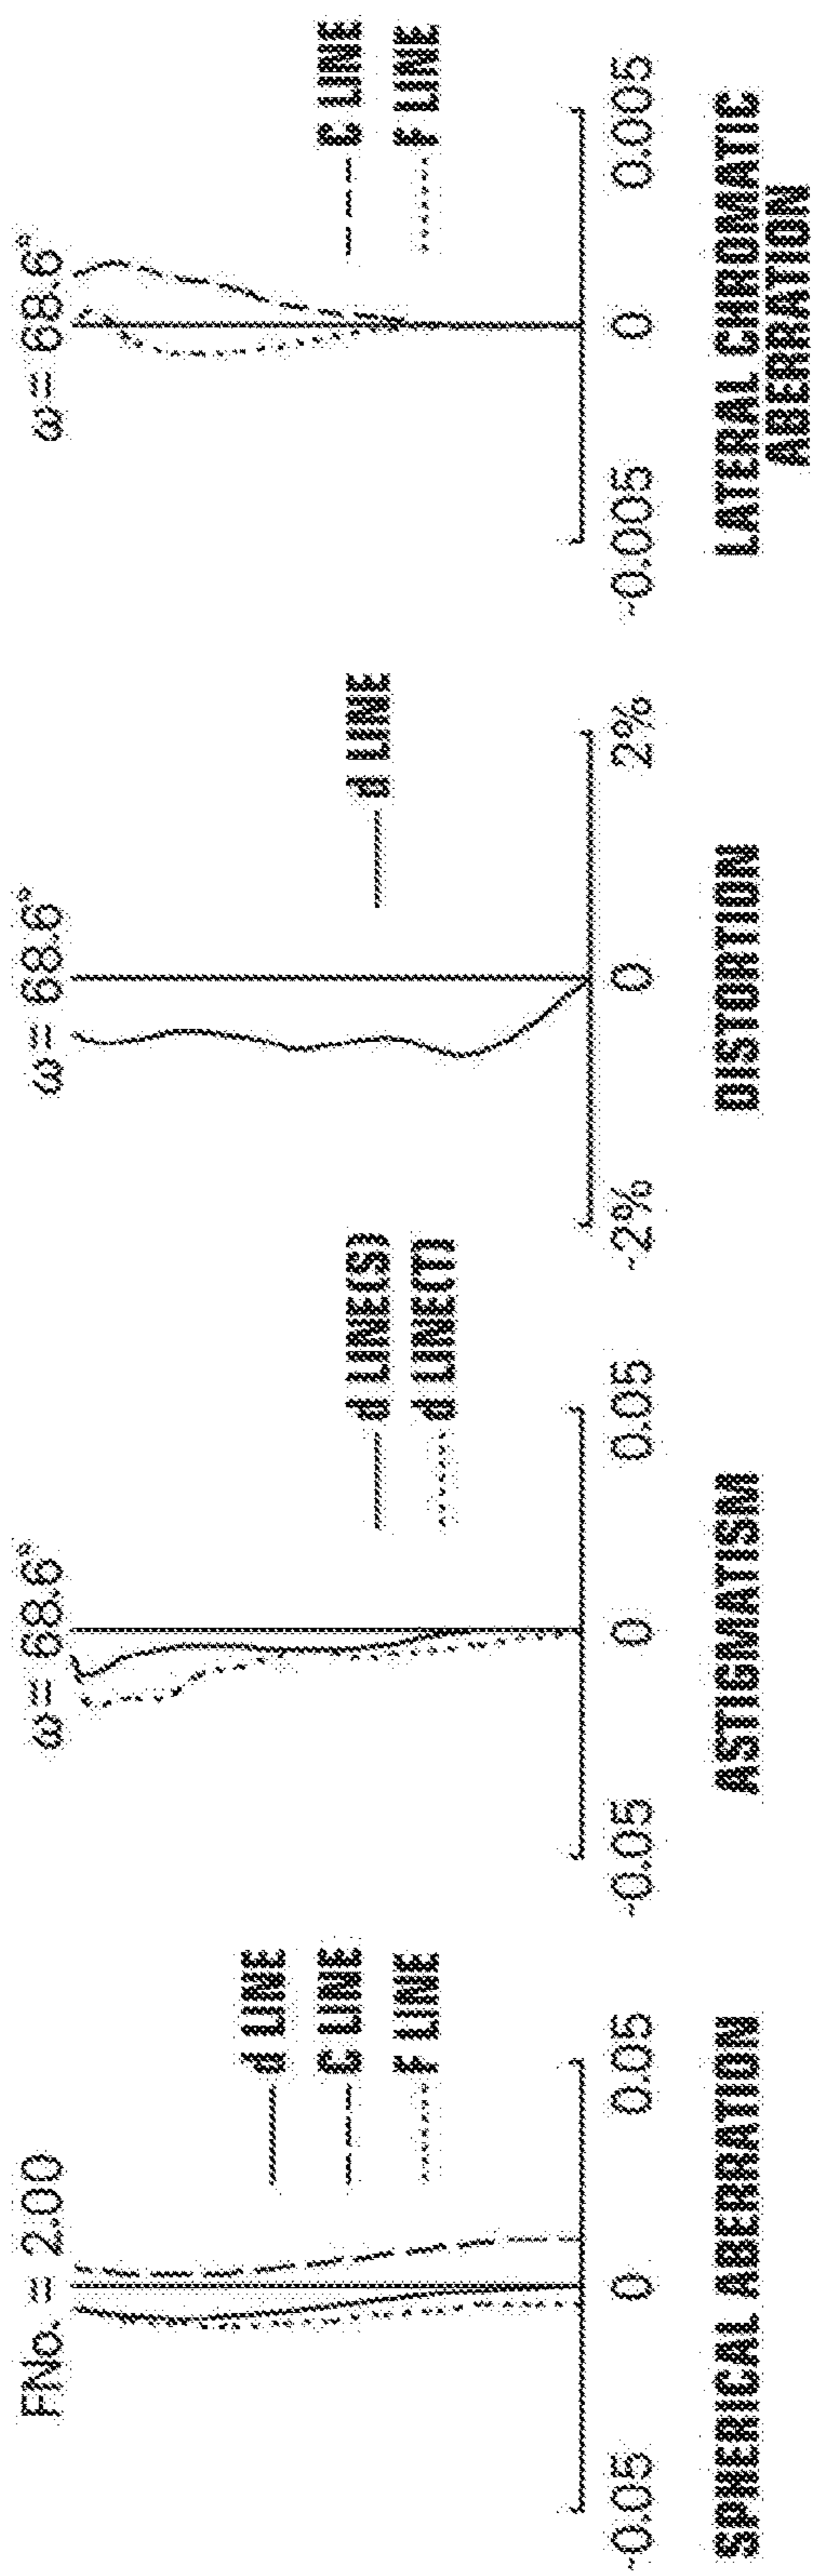 FNo. = 2.00
d LINE
C LINE
F LINE
-0.05
0
0.05
SPHERICAL ABERRATION
ω= 68.6°
d LINE(S)
d LINE(T)
-0.05
0
0.05
ASTIGMATISM
ω= 68.6°
d LINE
-2%
0
2%
DISTORTION
ω= 68.6°
C LINE
F LINE
-0.005
0
0.005
LATERAL CHROMATIC
ABERRATION